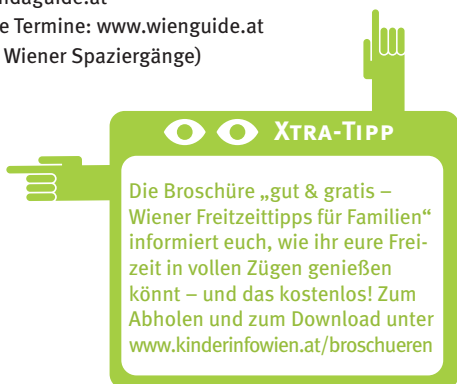 e Termine: www.wienguide.at
Wiener Spaziergänge)
XTRA-TIPP
Die Broschüre „gut & gratis –
Wiener Freitzeittipps für Familien“
informiert euch, wie ihr eure Frei-
zeit in vollen Zügen genießen
könnt – und das kostenlos! Zum
Abholen und zum Download unter
www.kinderinfowien.at/broschueren